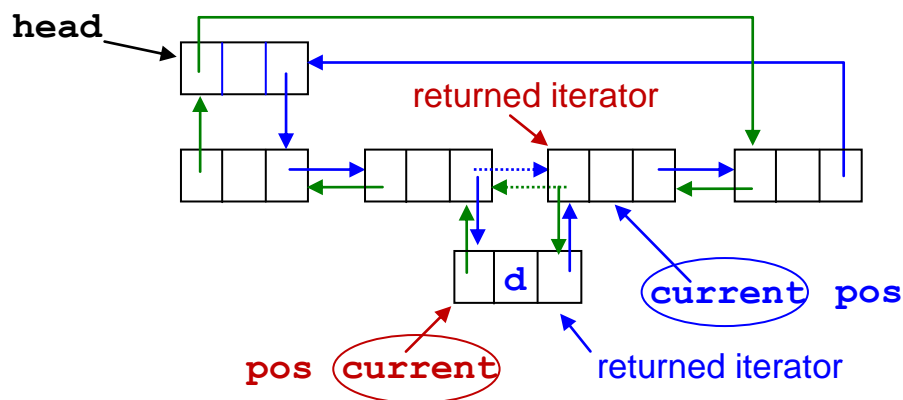 head
returned iterator
d
current pos
pos current
returned iterator